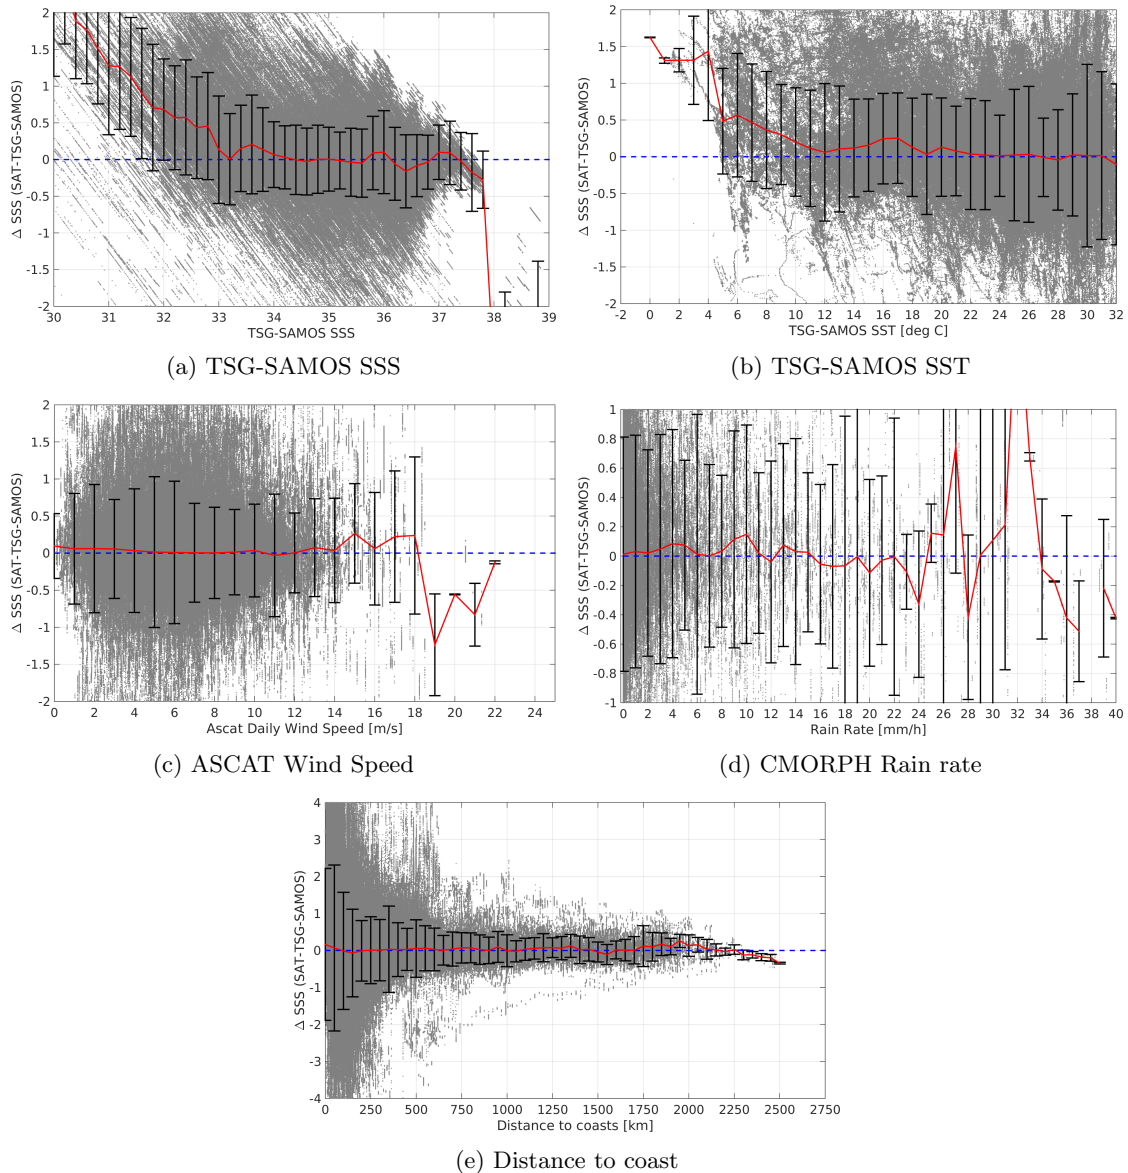 2
1.5
1
0.5
0
-0.5
-1
-1.5
-2
Δ SSS (SAT-TSG-SAMOS)
30 31 32 33 34 35 36 37 38 39
TSG-SAMOS SSS
(a) TSG-SAMOS SSS
2
1.5
1
0.5
0
-0.5
-1
-1.5
-2
Δ SSS (SAT-TSG-SAMOS)
-2 0 2 4 6 8 10 12 14 16 18 20 22 24 26 28 30 32
TSG-SAMOS SST [deg C]
(b) TSG-SAMOS SST
2
1.5
1
0.5
0
-0.5
-1
-1.5
-2
Δ SSS (SAT-TSG-SAMOS)
0 2 4 6 8 10 12 14 16 18 20 22 24
Ascat Daily Wind Speed [m/s]
(c) ASCAT Wind Speed
1
0.8
0.6
0.4
0.2
0
-0.2
-0.4
-0.6
-0.8
-1
Δ SSS (SAT-TSG-SAMOS)
0 2 4 6 8 10 12 14 16 18 20 22 24 26 28 30 32 34 36 38 40
Rain Rate [mm/h]
(d) CMORPH Rain rate
4
3
2
1
0
-1
-2
-3
-4
Δ SSS (SAT-TSG-SAMOS)
0 250 500 750 1000 1250 1500 1750 2000 2250 2500 2750
Distance to coasts [km]
(e) Distance to coast